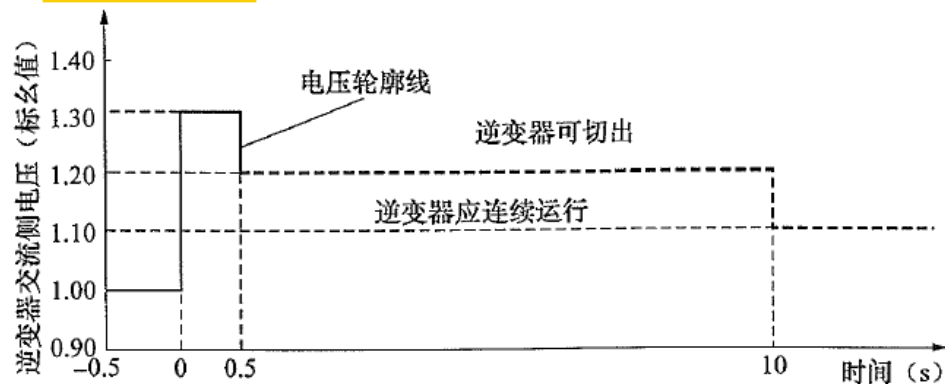 逆变器交流侧电压（标幺值）
1.40
1.30
1.20
1.10
1.00
0.90
电压轮廓线
逆变器可切出
逆变器应连续运行
-0.5 0 0.5 10 时间（s）